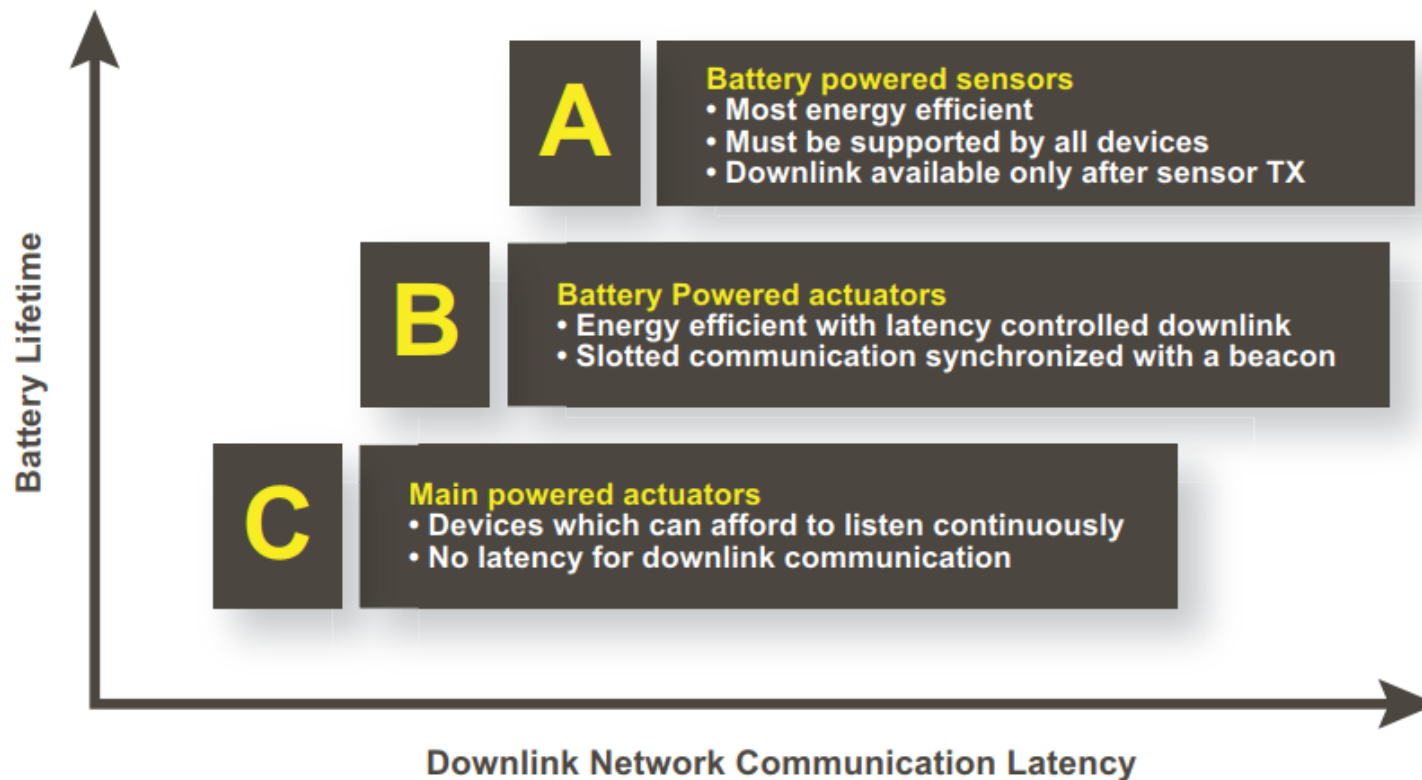 A
Battery powered sensors
• Most energy efficient
• Must be supported by all devices
• Downlink available only after sensor TX
B
Battery Powered actuators
• Energy efficient with latency controlled downlink
• Slotted communication synchronized with a beacon
C
Main powered actuators
• Devices which can afford to listen continuously
• No latency for downlink communication
Battery Lifetime
Downlink Network Communication Latency